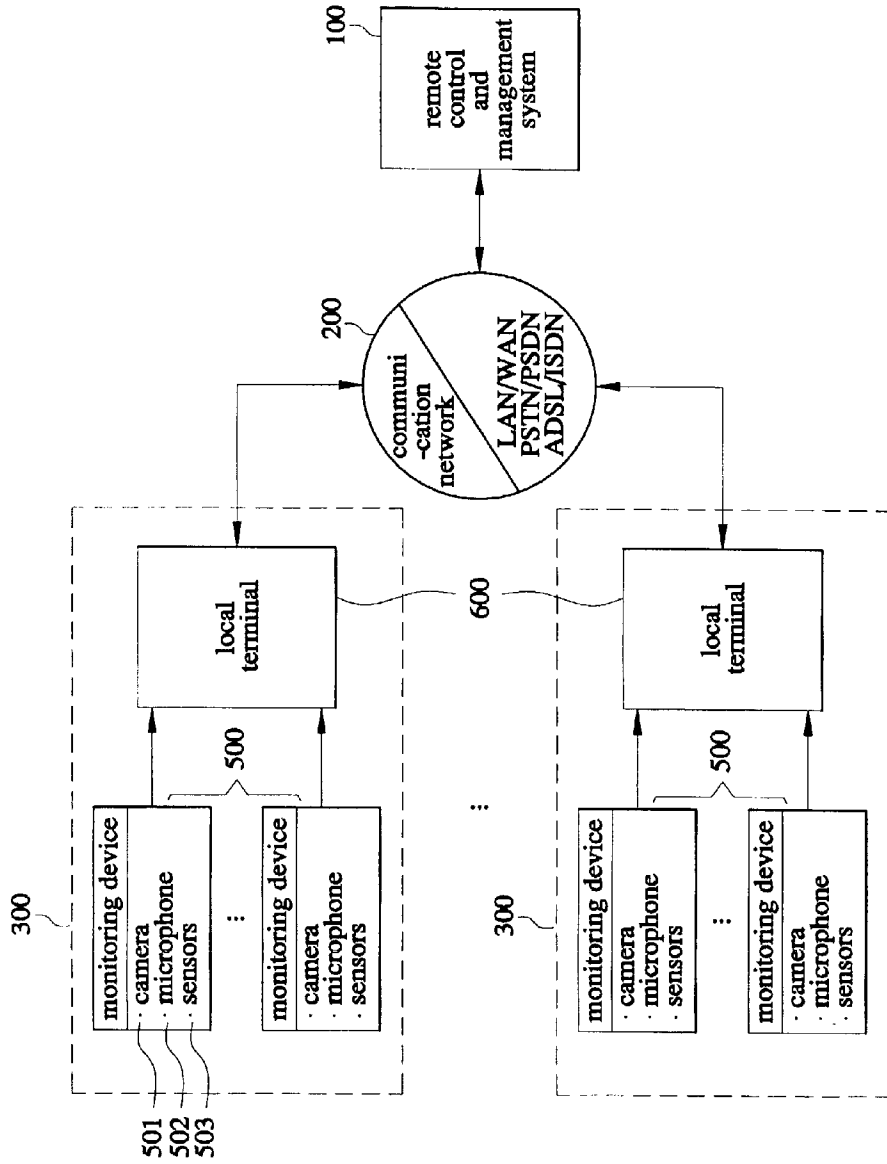 300
monitoring device
· camera
· microphone
· sensors
501
502
503
⋮
monitoring device
· camera
· microphone
· sensors
500
local
terminal
600
300
monitoring device
· camera
· microphone
· sensors
⋮
monitoring device
· camera
· microphone
· sensors
500
local
terminal
⋮
200
communi
-cation
network
LAN/WAN
PSTN/PSDN
ADSL/ISDN
100
remote
control
and
management
system